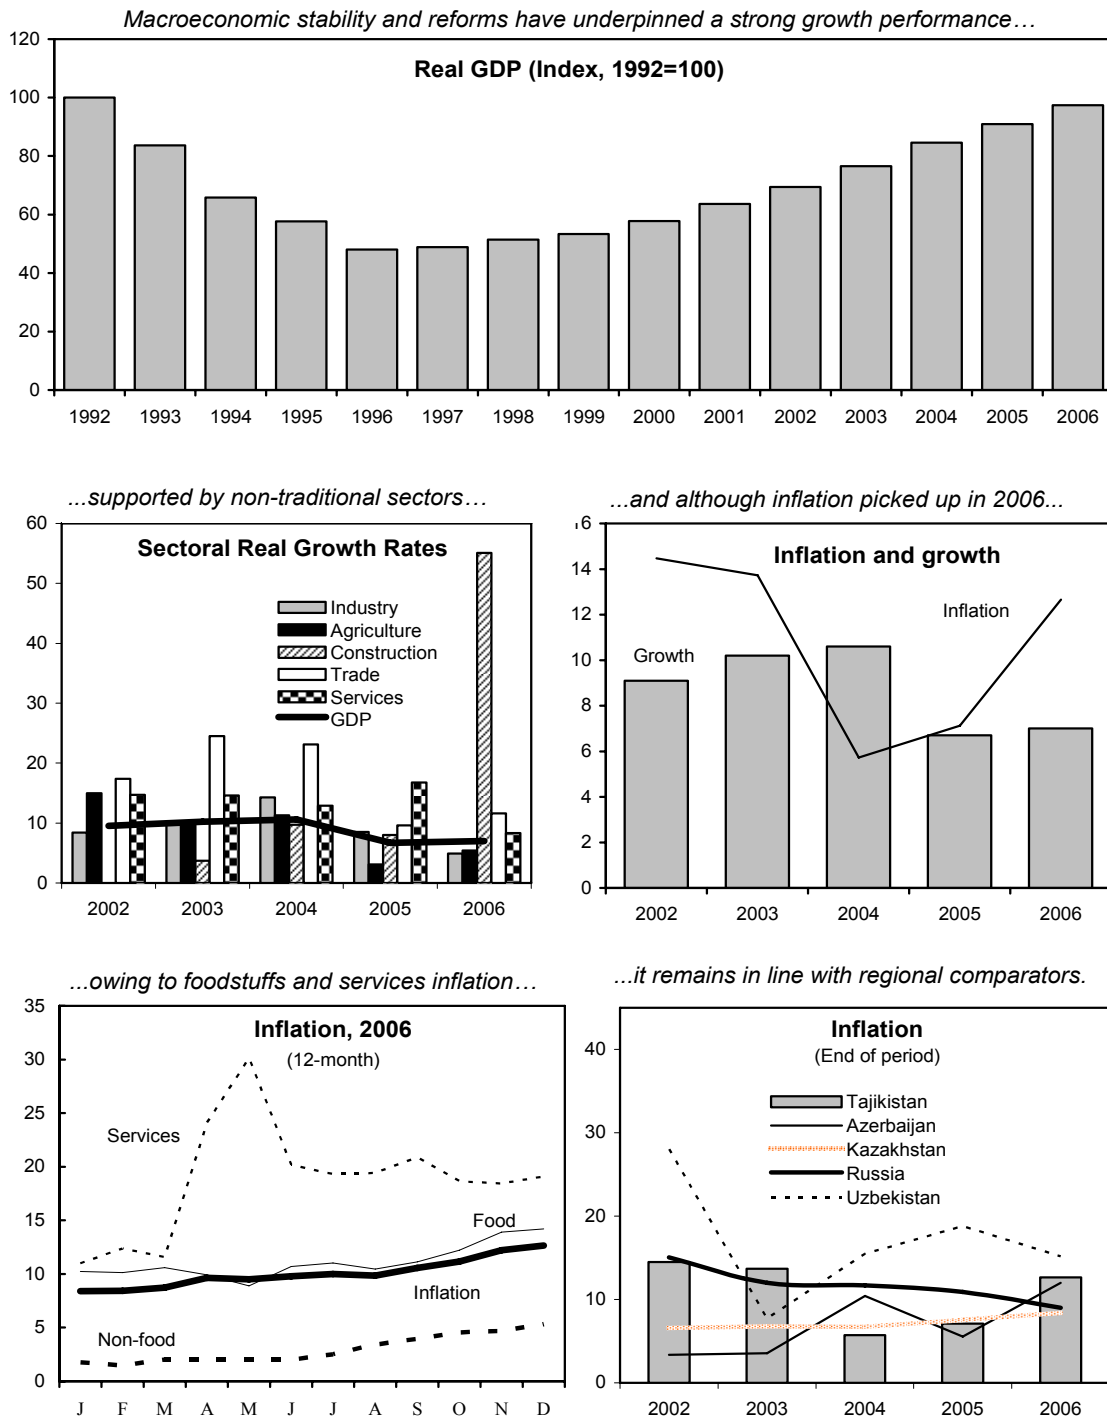 Macroeconomic stability and reforms have underpinned a strong growth performance…
Real GDP (Index, 1992=100)
120
100
80
60
40
20
0
1992 1993 1994 1995 1996 1997 1998 1999 2000 2001 2002 2003 2004 2005 2006
...supported by non-traditional sectors…
Sectoral Real Growth Rates
60
50
40
30
20
10
0
Industry
Agriculture
Construction
Trade
Services
GDP
2002 2003 2004 2005 2006
...and although inflation picked up in 2006...
Inflation and growth
16
14
12
10
8
6
4
2
0
Inflation
Growth
2002 2003 2004 2005 2006
...owing to foodstuffs and services inflation…
Inflation, 2006
(12-month)
35
30
25
20
15
10
5
0
Services
Food
Inflation
Non-food
J F M A M J J A S O N D
...it remains in line with regional comparators.
Inflation
(End of period)
40
30
20
10
0
Tajikistan
Azerbaijan
Kazakhstan
Russia
Uzbekistan
2002 2003 2004 2005 2006